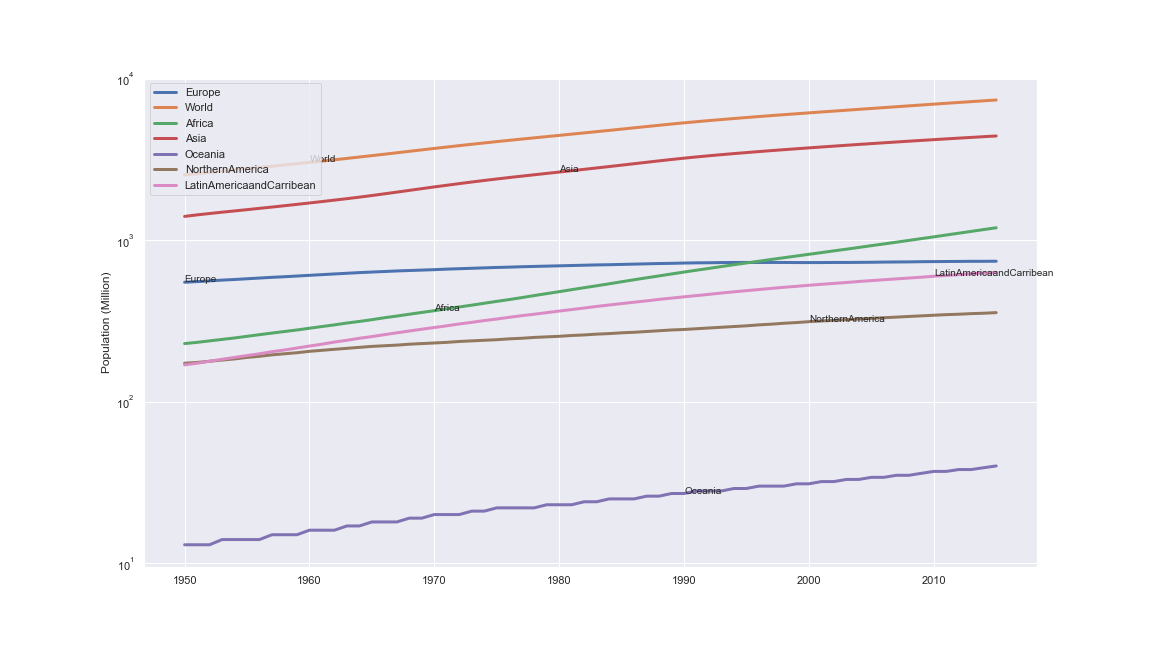 10^4
Europe
World
Africa
Asia
Oceania
NorthernAmerica
LatinAmericaandCarribean
World
Asia
10^3
Europe
LatinAmericaandCarribean
Africa
NorthernAmerica
Population (Million)
10^2
Oceania
10^1
1950 1960 1970 1980 1990 2000 2010